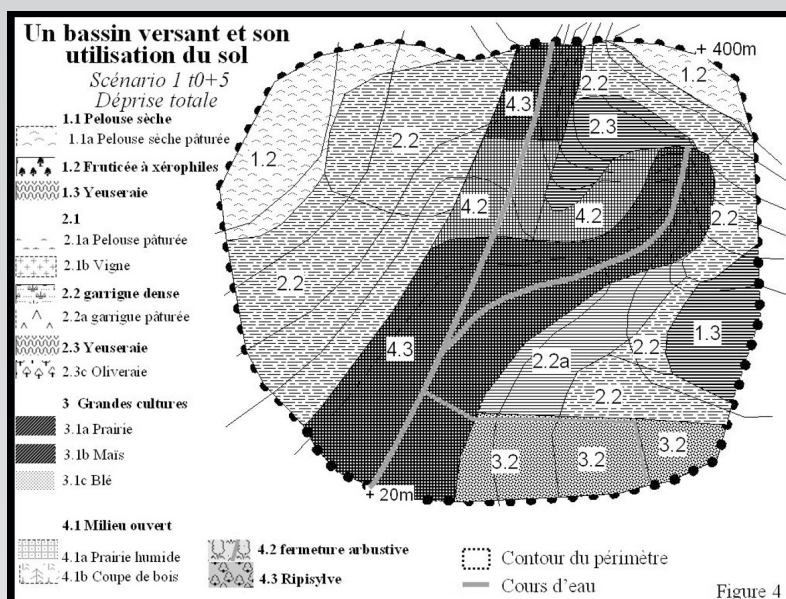 Un bassin versant et son
utilisation du sol
Scénario 1 t0+5
Déprise totale
1.1 Pelouse sèche
1.1a Pelouse sèche pâturée
1.2 Fruticée à xérophiles
1.3 Yeuseraie
2.1
2.1a Pelouse pâturée
2.1b Vigne
2.2 garrigue dense
2.2a garrigue pâturée
2.3 Yeuseraie
2.3c Oliveraie
3 Grandes cultures
3.1a Prairie
3.1b Maïs
3.1c Blé
4.1 Milieu ouvert
4.1a Prairie humide
4.1b Coupe de bois
4.2 fermeture arbustive
4.3 Ripisylve
Contour du périmètre
Cours d'eau
Figure 4
+ 400m
1.2
2.2
4.3
2.3
2.2
1.2
4.2
4.2
2.2
2.2
4.3
1.3
2.2
2.2a
2.2
3.2
3.2
3.2
+ 20m